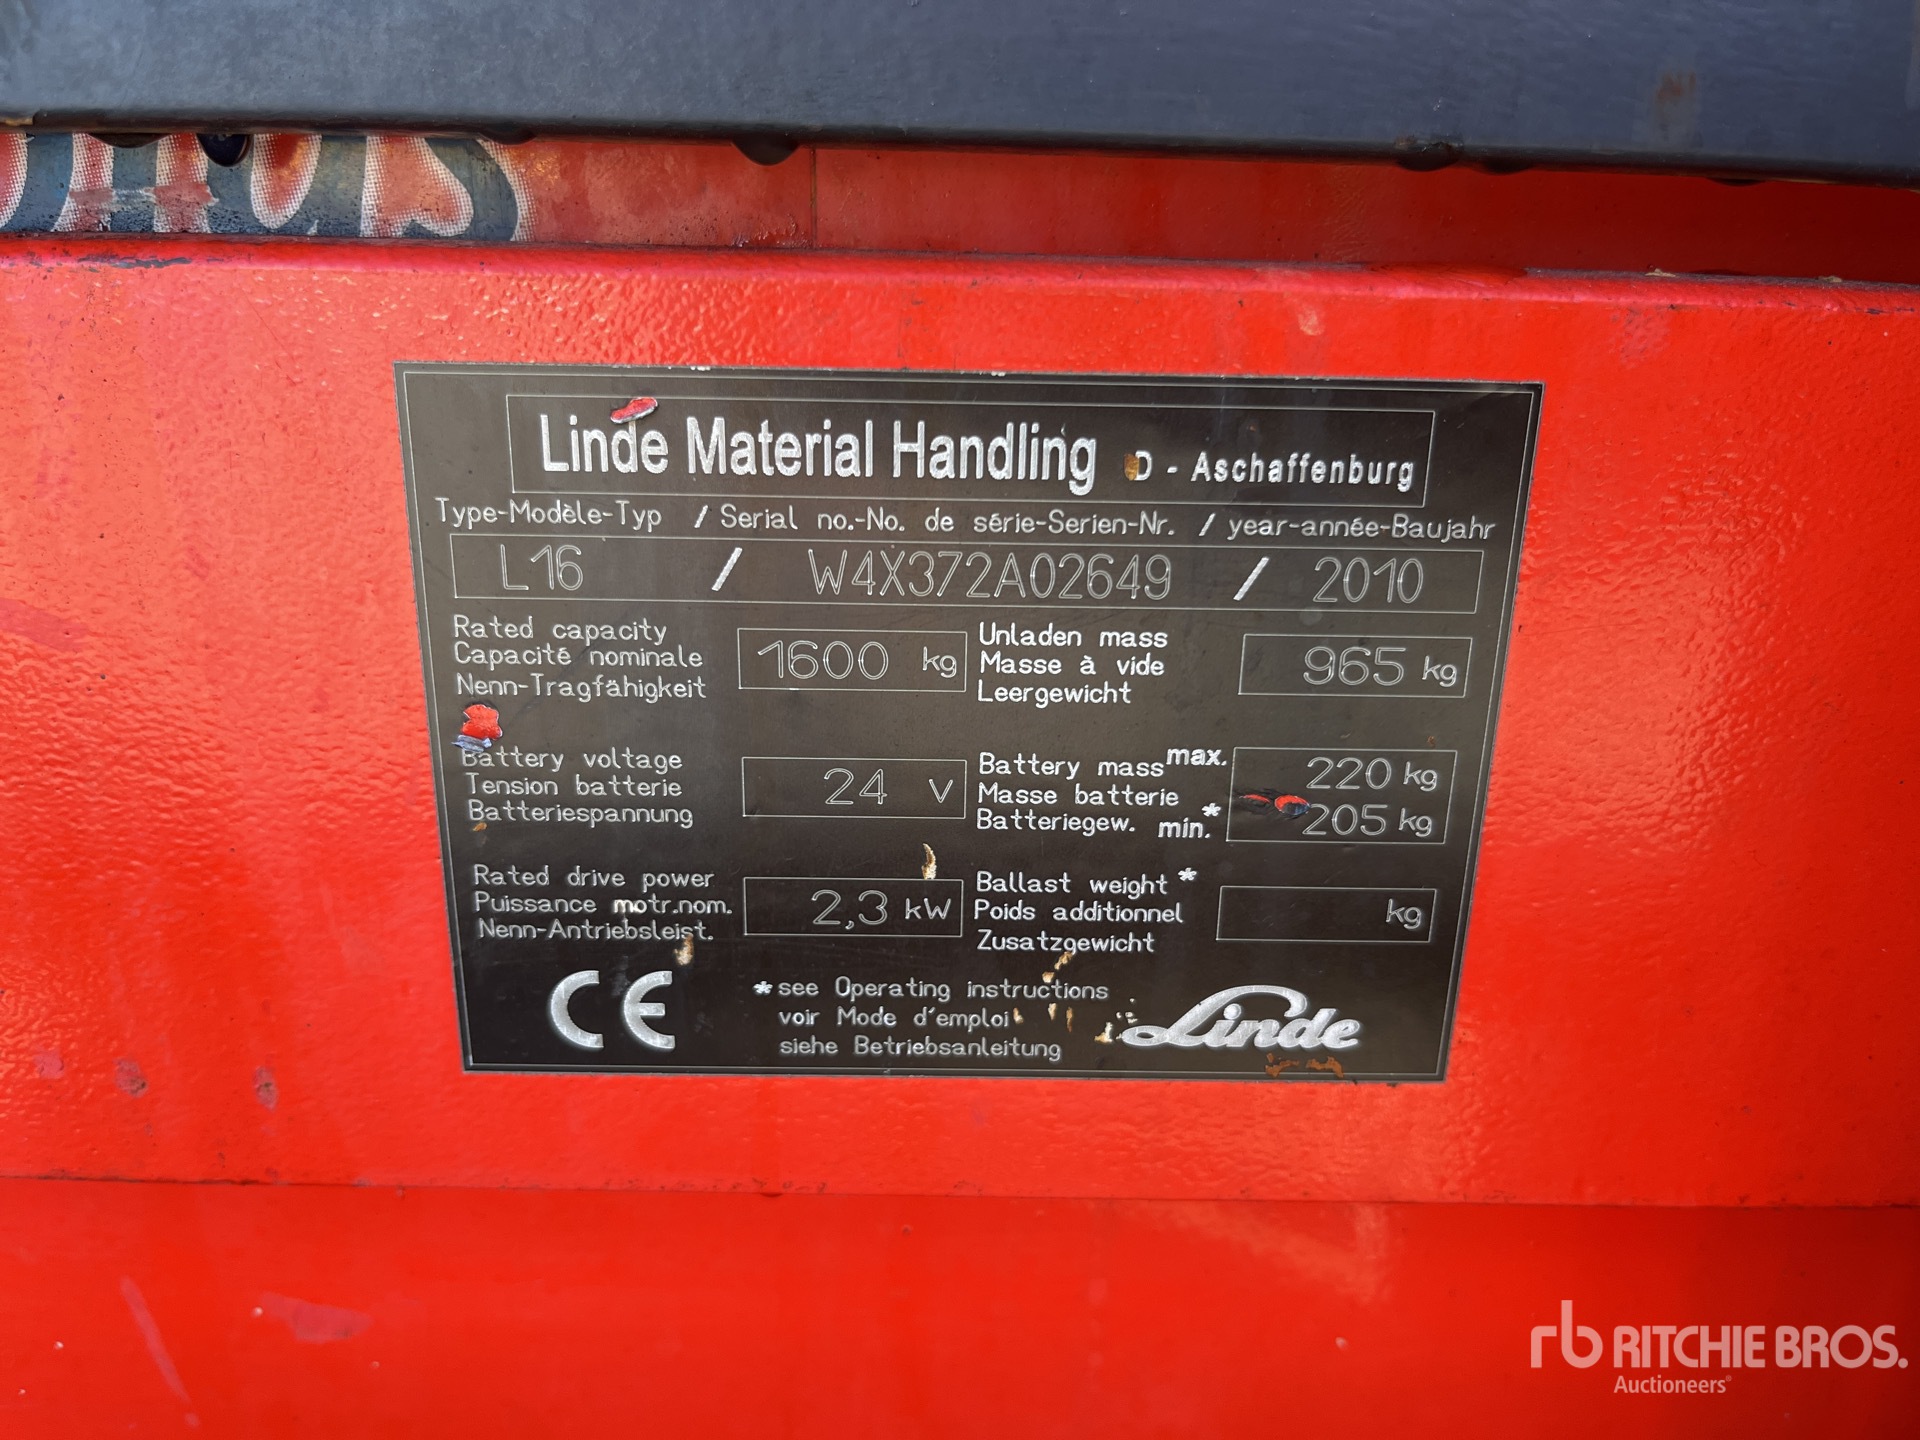 Linde Material Handling D - Aschaffenburg
Type-Modèle-Typ / Serial no.-No. de série-Serien-Nr. / year-année-Baujahr
L16 / W4X372A02649 / 2010
Rated capacity
Capacité nominale
Nenn-Tragfähigkeit
1600 kg
Unladen mass
Masse à vide
Leergewicht
965 kg
Battery voltage
Tension batterie
Batteriespannung
24 V
Battery mass max.
Masse batterie
Batteriegew. min.*
220 kg
205 kg
Rated drive power
Puissance motr.nom.
Nenn-Antriebsleist.
2,3 kW
Ballast weight *
Poids additionnel
Zusatzgewicht
kg
CE
* see Operating instructions
voir Mode d'emploi
siehe Betriebsanleitung
Linde
rb RITCHIE BROS.
Auctioneers